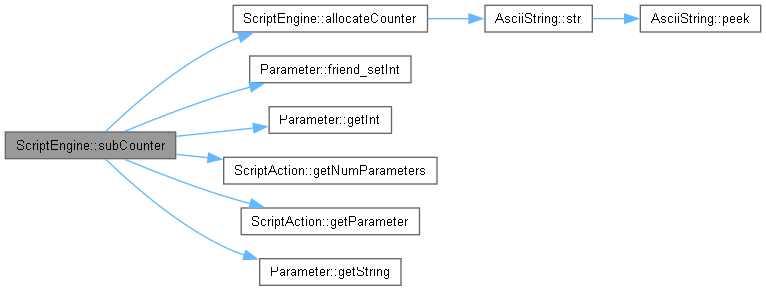 ScriptEngine::allocateCounter
AsciiString::str
AsciiString::peek
Parameter::friend_setInt
Parameter::getInt
ScriptEngine::subCounter
ScriptAction::getNumParameters
ScriptAction::getParameter
Parameter::getString